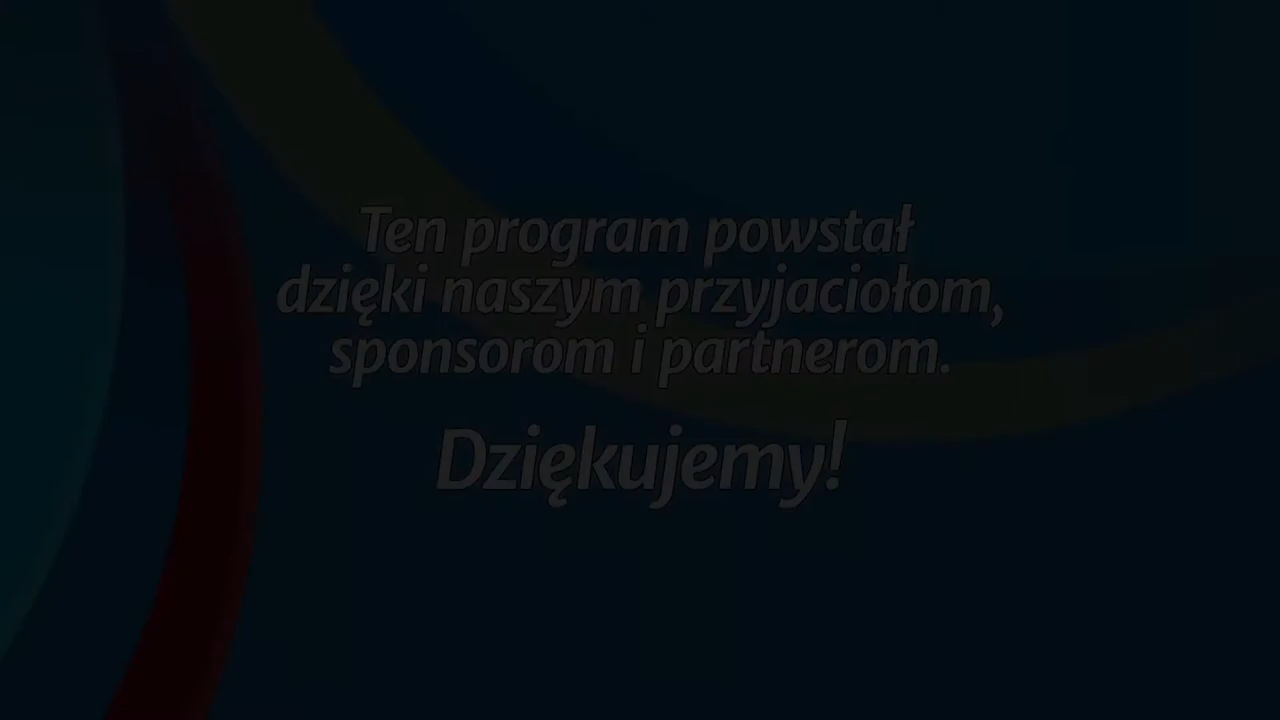 Ten program powstał
dzięki naszym przyjaciołom,
sponsorom i partnerom.
Dziękujemy!